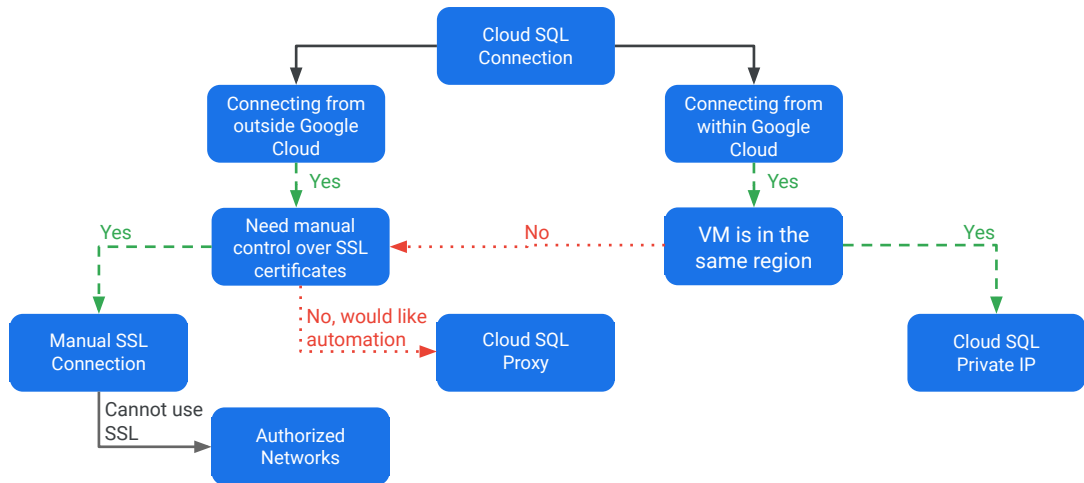 Cloud SQL
Connection
Connecting from
outside Google
Cloud
Connecting from
within Google
Cloud
Yes
Yes
Need manual
control over SSL
certificates
No
VM is in the
same region
Yes
Yes
No, would like
automation
Manual SSL
Connection
Cloud SQL
Proxy
Cloud SQL
Private IP
Cannot use
SSL
Authorized
Networks